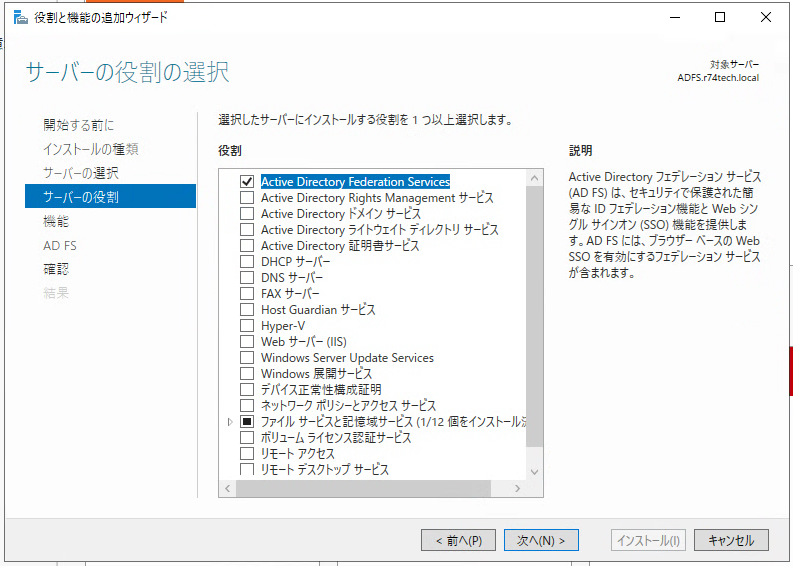 役割と機能の追加ウィザード
サーバーの役割の選択
対象サーバー
ADFS.r74tech.local
開始する前に
インストールの種類
サーバーの選択
サーバーの役割
機能
AD FS
確認
結果
選択したサーバーにインストールする役割を 1 つ以上選択します。
役割
Active Directory Federation Services
Active Directory Rights Management サービス
Active Directory ドメイン サービス
Active Directory ライトウェイト ディレクトリ サービス
Active Directory 証明書サービス
DHCP サーバー
DNS サーバー
FAX サーバー
Host Guardian サービス
Hyper-V
Web サーバー (IIS)
Windows Server Update Services
Windows 展開サービス
デバイス正常性構成証明
ネットワーク ポリシーとアクセス サービス
ファイル サービスと記憶域サービス (1/12 個をインストール済
ボリューム ライセンス認証サービス
リモート アクセス
リモート デスクトップ サービス
説明
Active Directory フェデレーション サービス
(AD FS) は、セキュリティで保護された簡
易な ID フェデレーション機能と Web シン
グル サインオン (SSO) 機能を提供しま
す。AD FS には、ブラウザー ベースの Web
SSO を有効にするフェデレーション サービス
が含まれます。
< 前へ(P)
次へ(N) >
インストール(I)
キャンセル